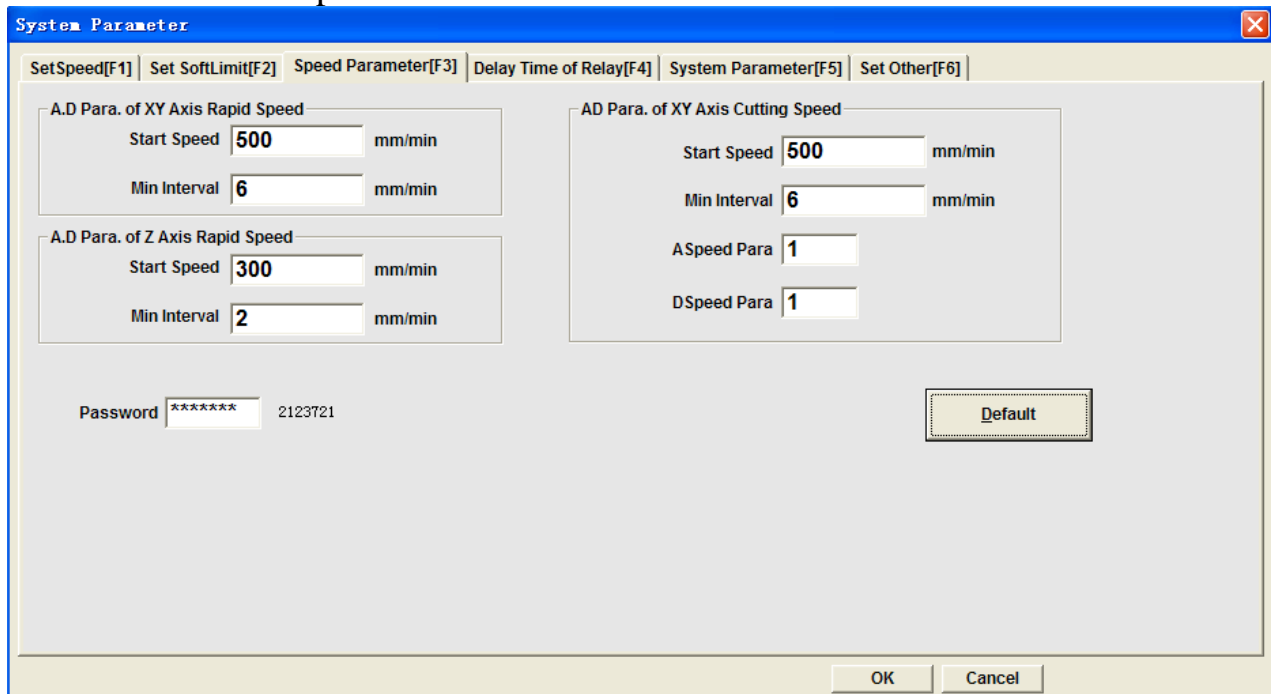 System Parameter
SetSpeed[F1] Set SoftLimit[F2] Speed Parameter[F3] Delay Time of Relay[F4] System Parameter[F5] Set Other[F6]
A.D Para. of XY Axis Rapid Speed
Start Speed 500 mm/min
Min Interval 6 mm/min
A.D Para. of Z Axis Rapid Speed
Start Speed 300 mm/min
Min Interval 2 mm/min
AD Para. of XY Axis Cutting Speed
Start Speed 500 mm/min
Min Interval 6 mm/min
ASpeed Para 1
DSpeed Para 1
Password ******* 2123721
Default
OK Cancel